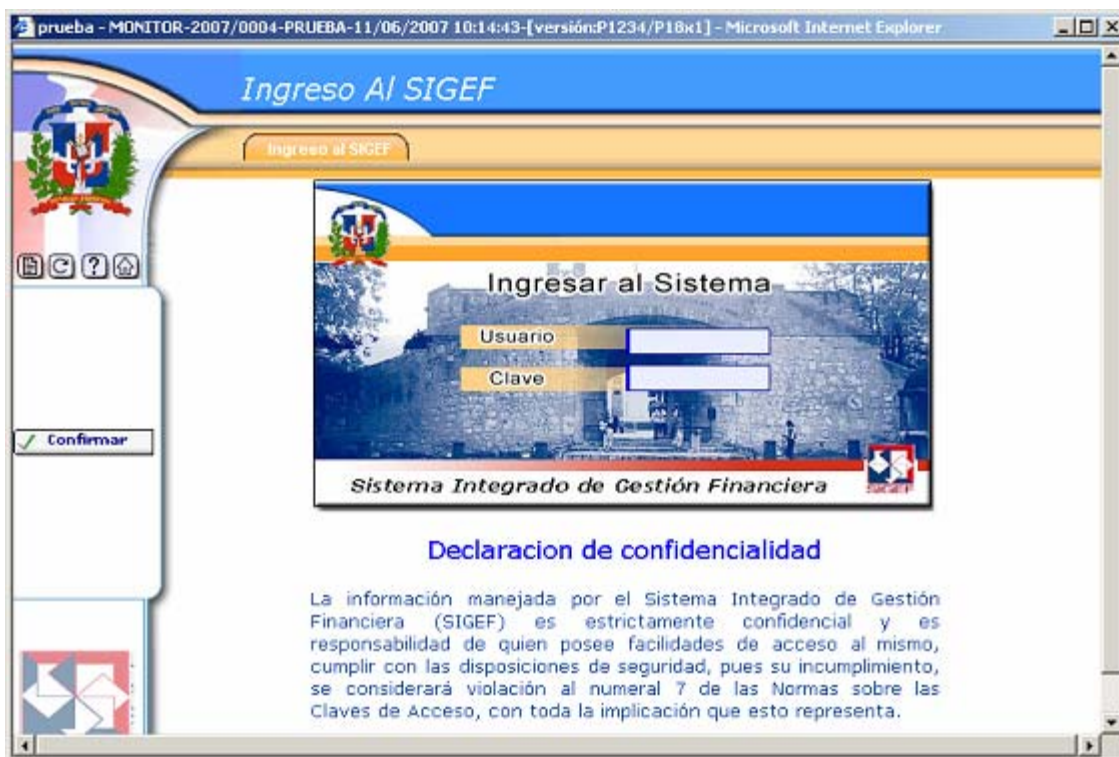 prueba - MONITOR-2007/0004-PRUEBA-11/06/2007 10:14:43-[versión:P1234/P18x1] - Microsoft Internet Explorer
Ingreso Al SIGEF
Ingreso al SIGEF
Ingresar al Sistema
Usuario
Clave
Confirmar
Sistema Integrado de Gestión Financiera
SIGEF
Declaracion de confidencialidad
La información manejada por el Sistema Integrado de Gestión
Financiera (SIGEF) es estrictamente confidencial y es
responsabilidad de quien posee facilidades de acceso al mismo,
cumplir con las disposiciones de seguridad, pues su incumplimiento,
se considerará violación al numeral 7 de las Normas sobre las
Claves de Acceso, con toda la implicación que esto representa.